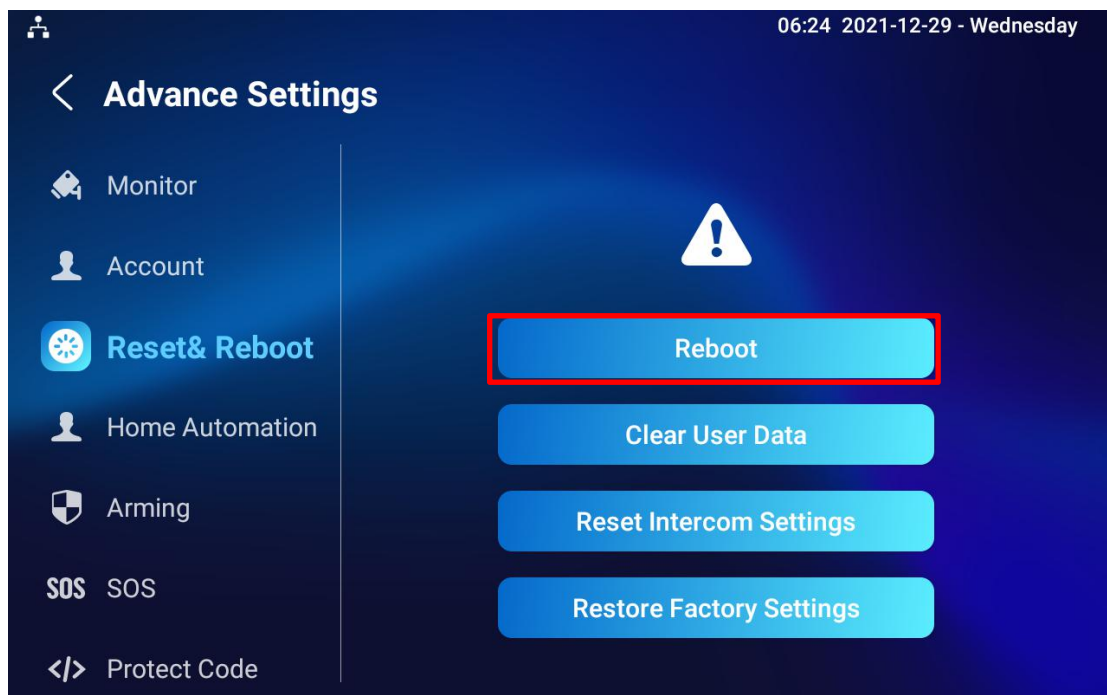 06:24 2021-12-29 - Wednesday
Advance Settings
Monitor
Account
Reset& Reboot
Home Automation
Arming
SOS SOS
Protect Code
Reboot
Clear User Data
Reset Intercom Settings
Restore Factory Settings